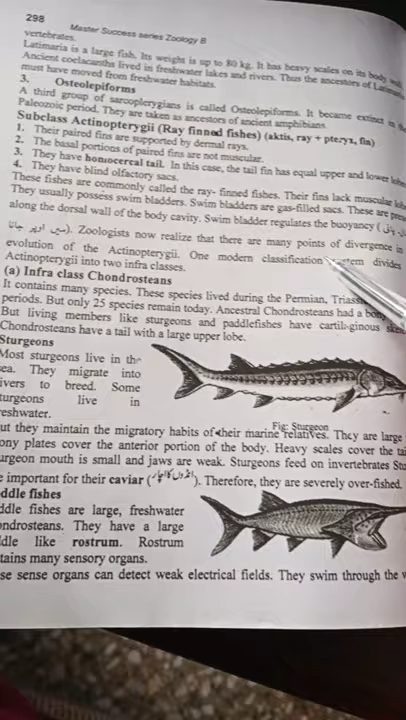 298
Master Success series Zoology B
vertebrates.
Latimaria is a large fish. Its weight is up to 80 kg. It has heavy scales on its body
Ancient coelacanths lived in freshwater lakes and rivers. Thus the ancestors of Latimaria
must have moved from freshwater habitats.
3. Osteolepiforms
A third group of sarcopterygians is called Osteolepiforms. It became extinct in the
Paleozoic period. They are taken as ancestors of ancient amphibians.
Subclass Actinopterygii (Ray finned fishes) (aktis, ray + pteryx, fin)
1. Their paired fins are supported by dermal rays.
2. The basal portions of paired fins are not muscular.
3. They have homocercal tail. In this case, the tail fin has equal upper and lower lobes
4. They have blind olfactory sacs.
These fishes are commonly called the ray- finned fishes. Their fins lack muscular lobes
They usually possess swim bladders. Swim bladders are gas-filled sacs. These are
along the dorsal wall of the body cavity. Swim bladder regulates the buoyancy (
). Zoologists now realize that there are many points of divergence in
evolution of the Actinopterygii. One modern classification divides
Actinopterygii into two infra classes.
(a) Infra class Chondrosteans
It contains many species. These species lived during the Permian, Triassic
periods. But only 25 species remain today. Ancestral Chondrosteans had a bony
But living members like sturgeons and paddlefishes have cartilaginous
Chondrosteans have a tail with a large upper lobe.
Sturgeons
Most sturgeons live in the
ea. They migrate into
ivers to breed. Some
turgeons live in
reshwater.
Fig: Sturgeon
ut they maintain the migratory habits of their marine relatives. They are large
ony plates cover the anterior portion of the body. Heavy scales cover the tai
urgeon mouth is small and jaws are weak. Sturgeons feed on invertebrates Stu
e important for their caviar ( ). Therefore, they are severely over-fished.
ddle fishes
ddle fishes are large, freshwater
ondrosteans. They have a large
dle like rostrum. Rostrum
tains many sensory organs.
se sense organs can detect weak electrical fields. They swim through the